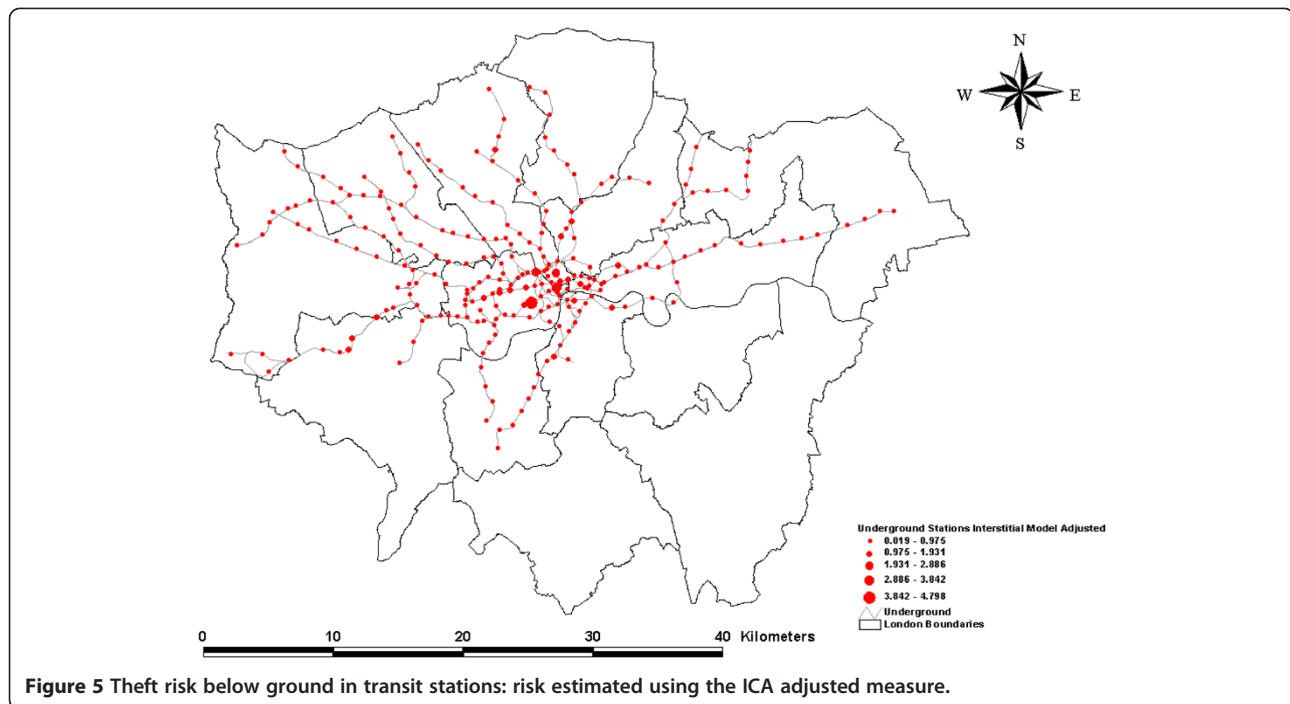 N
W E
S
Underground Stations Interstitial Model Adjusted
0.019 - 0.975
0.975 - 1.931
1.931 - 2.886
2.886 - 3.842
3.842 - 4.798
Underground
London Boundaries
0 10 20 30 40 Kilometers
Figure 5 Theft risk below ground in transit stations: risk estimated using the ICA adjusted measure.